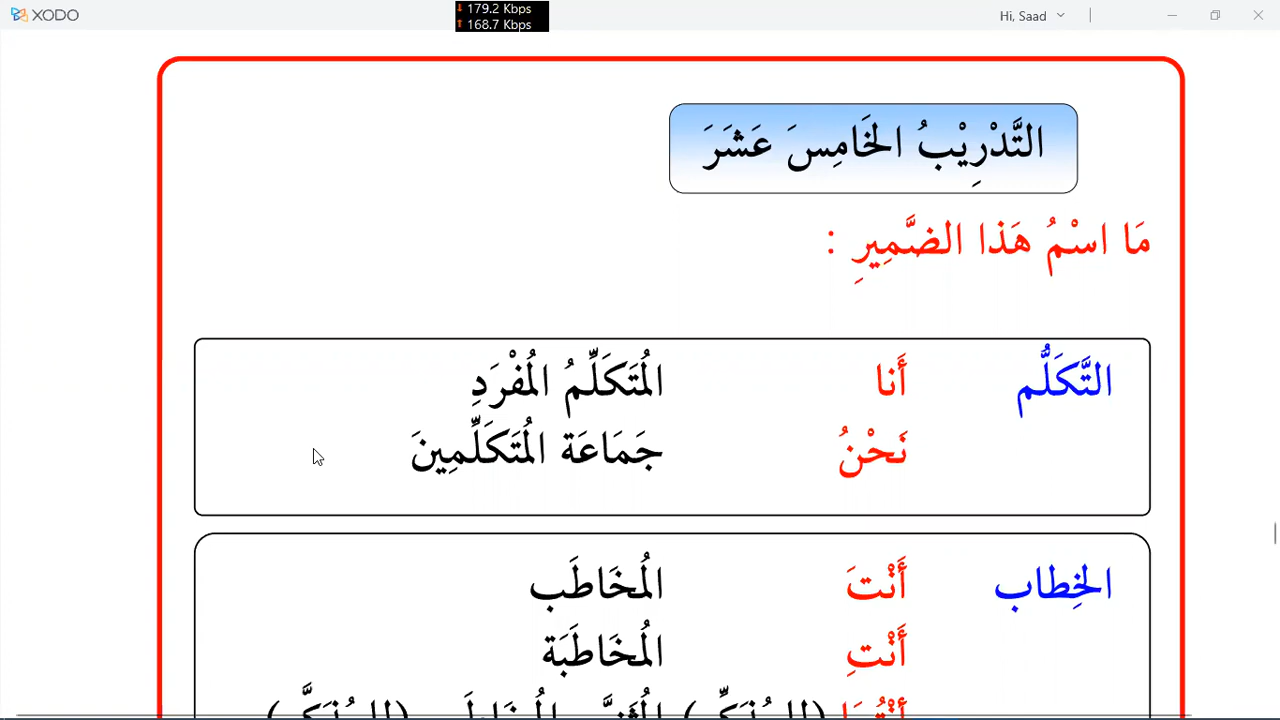 XODO
179.2 Kbps
168.7 Kbps
Hi, Saad
التَّدْرِيْبُ الخَامِسَ عَشَرَ
مَا اسْمُ هَذا الضَّمِيرِ :
التَّكَلُّم أَنا المُتَكَلِّمُ المُفْرَدِ
نَحْنُ جَمَاعَة المُتَكَلِّمِينَ
الخِطاب أَنْتَ المُخَاطَب
أَنْتِ المُخَاطَبَة